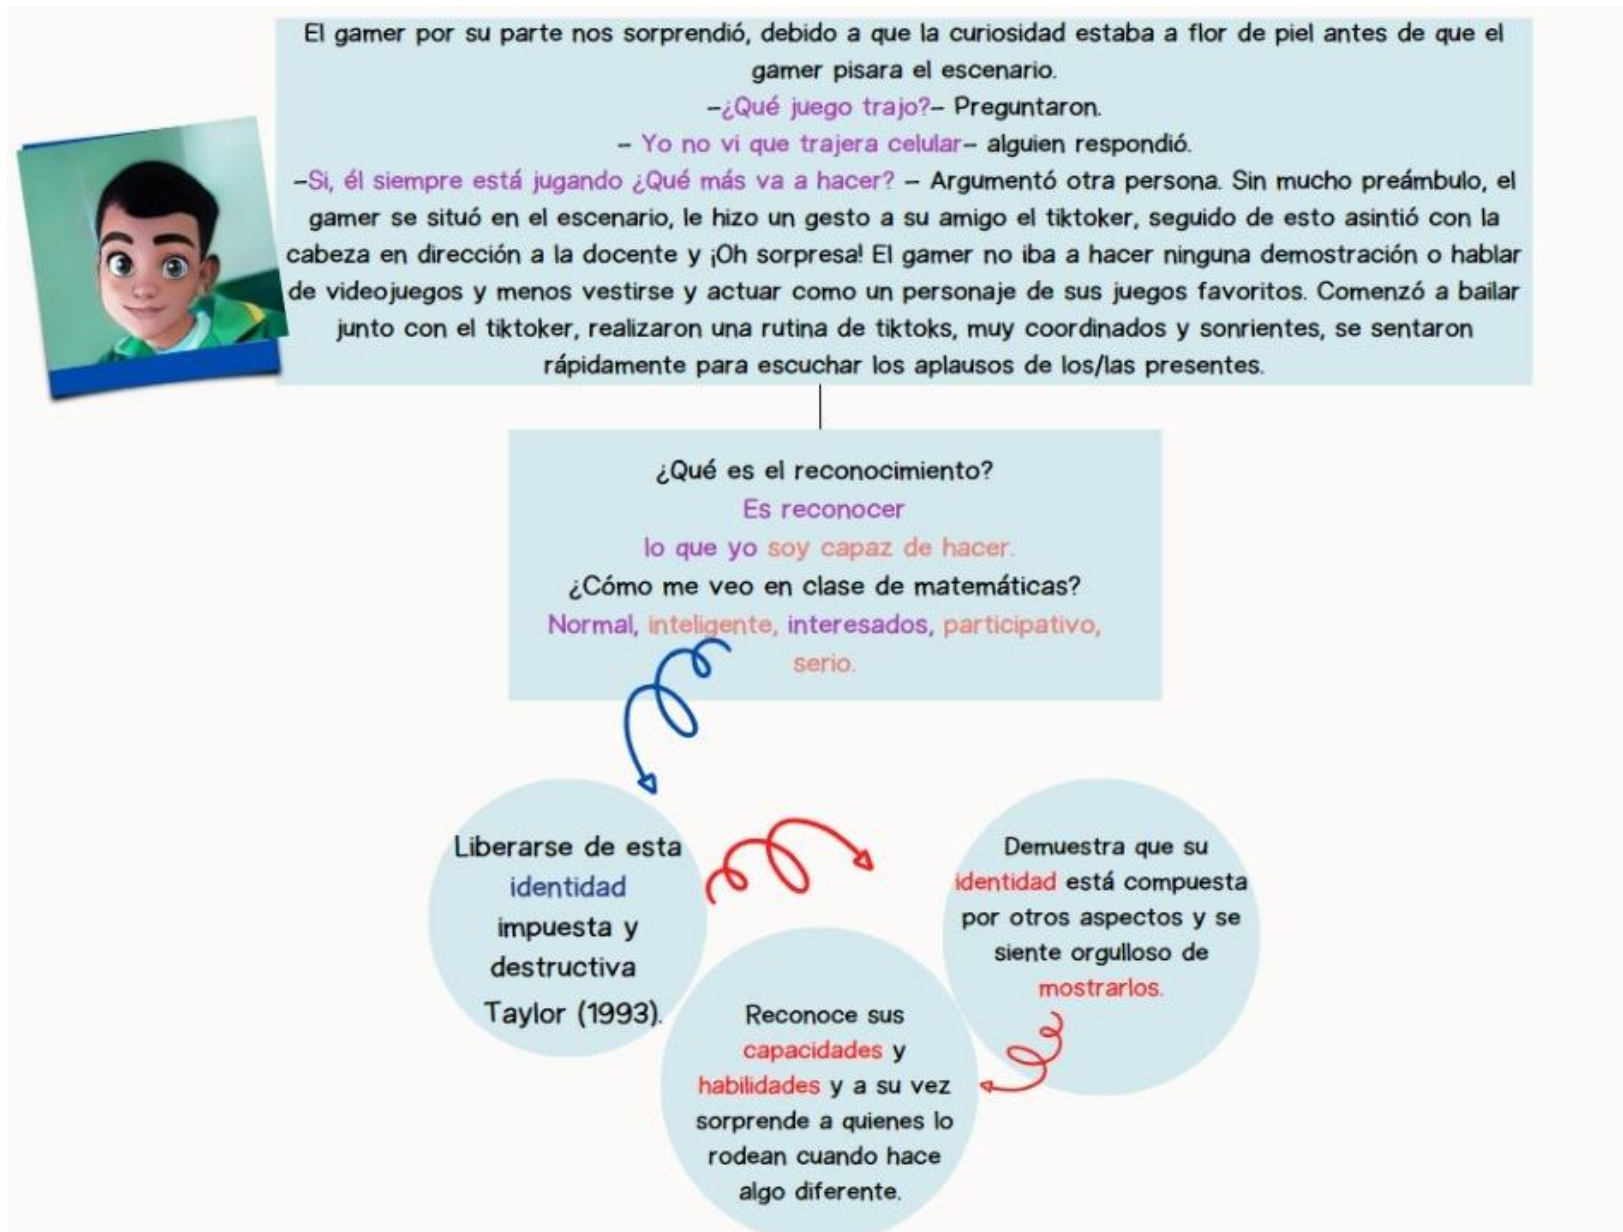 El gamer por su parte nos sorprendió, debido a que la curiosidad estaba a flor de piel antes de que el
gamer pisara el escenario.
–¿Qué juego trajo?– Preguntaron.
– Yo no vi que trajera celular– alguien respondió.
–Si, él siempre está jugando ¿Qué más va a hacer? – Argumentó otra persona. Sin mucho preámbulo, el
gamer se situó en el escenario, le hizo un gesto a su amigo el tiktoker, seguido de esto asintió con la
cabeza en dirección a la docente y ¡Oh sorpresa! El gamer no iba a hacer ninguna demostración o hablar
de videojuegos y menos vestirse y actuar como un personaje de sus juegos favoritos. Comenzó a bailar
junto con el tiktoker, realizaron una rutina de tiktoks, muy coordinados y sonrientes, se sentaron
rápidamente para escuchar los aplausos de los/las presentes.
¿Qué es el reconocimiento?
Es reconocer
lo que yo soy capaz de hacer.
¿Cómo me veo en clase de matemáticas?
Normal, inteligente, interesados, participativo,
serio.
Liberarse de esta
identidad
impuesta y
destructiva
Taylor (1993).
Reconoce sus
capacidades y
habilidades y a su vez
sorprende a quienes lo
rodean cuando hace
algo diferente.
Demuestra que su
identidad está compuesta
por otros aspectos y se
siente orgulloso de
mostrarlos.